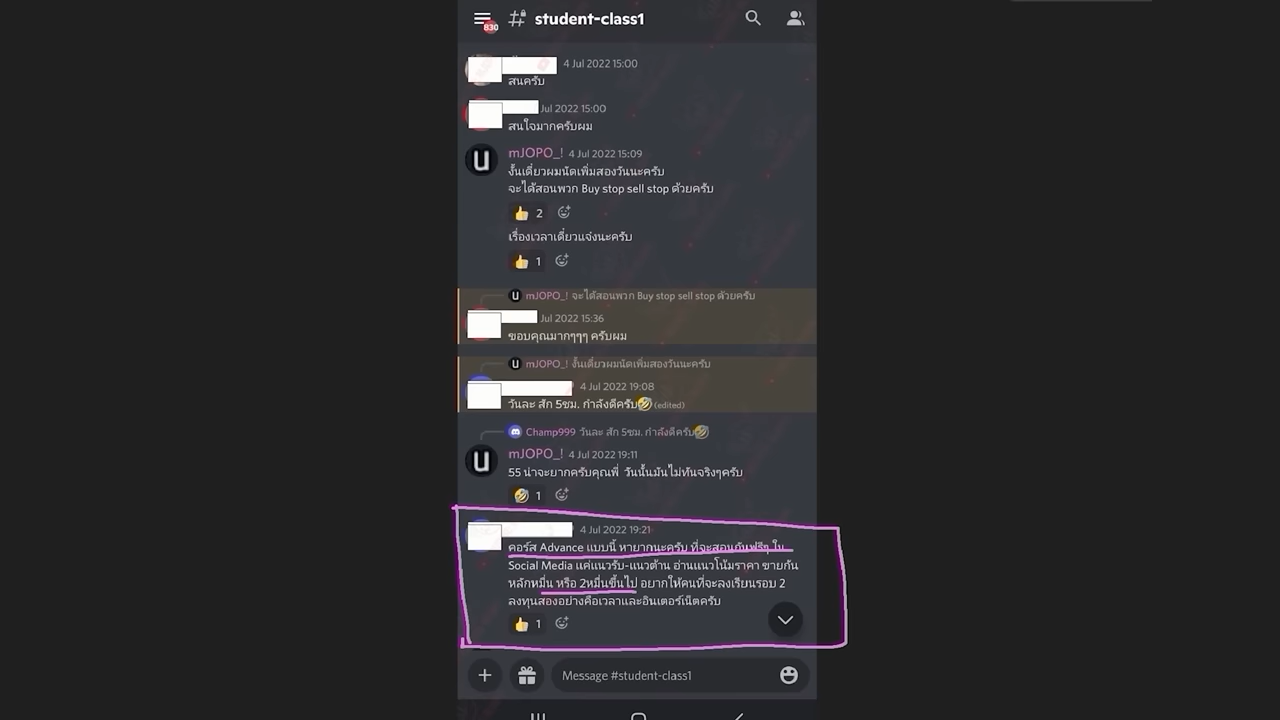 830
student-class1
4 Jul 2022 15:00
สนครับ
Jul 2022 15:00
สนใจมากครับผม
u
mJOPO_! 4 Jul 2022 15:09
งั้นเดี๋ยวผมนัดเพิ่มสองวันนะครับ
จะได้สอนพวก Buy stop sell stop ด้วยครับ
2
เรื่องเวลาเดี๋ยวแจ่งนะครับ
1
u mJOPO_! จะได้สอนพวก Buy stop sell stop ด้วยครับ
Jul 2022 15:36
ขอบคุณมากๆๆๆ ครับผม
u mJOPO_! งั้นเดี๋ยวผมนัดเพิ่มสองวันนะครับ
4 Jul 2022 19:08
วันละ สัก 5ชม. กำลังดีครับ🤣 (edited)
Champ999 วันละ สัก 5ชม. กำลังดีครับ🤣
u
mJOPO_! 4 Jul 2022 19:11
55 น่าจะยากครับคุณพี่ วันนั้นมันไม่ทันจริงๆครับ
1
4 Jul 2022 19:21
คอร์ส Advance แบบนี้ หายากนะครับ ที่จะสอนกันฟรีๆ ใน
Social Media แค่แนวรับ-แนวต้าน อ่านแนวโน้มราคา ขายกัน
หลักหมื่น หรือ 2หมื่นขึ้นไป อยากให้คนที่จะลงเรียนรอบ 2
ลงทุนสองอย่างคือเวลาและอินเตอร์เน็ตครับ
1
Message #student-class1